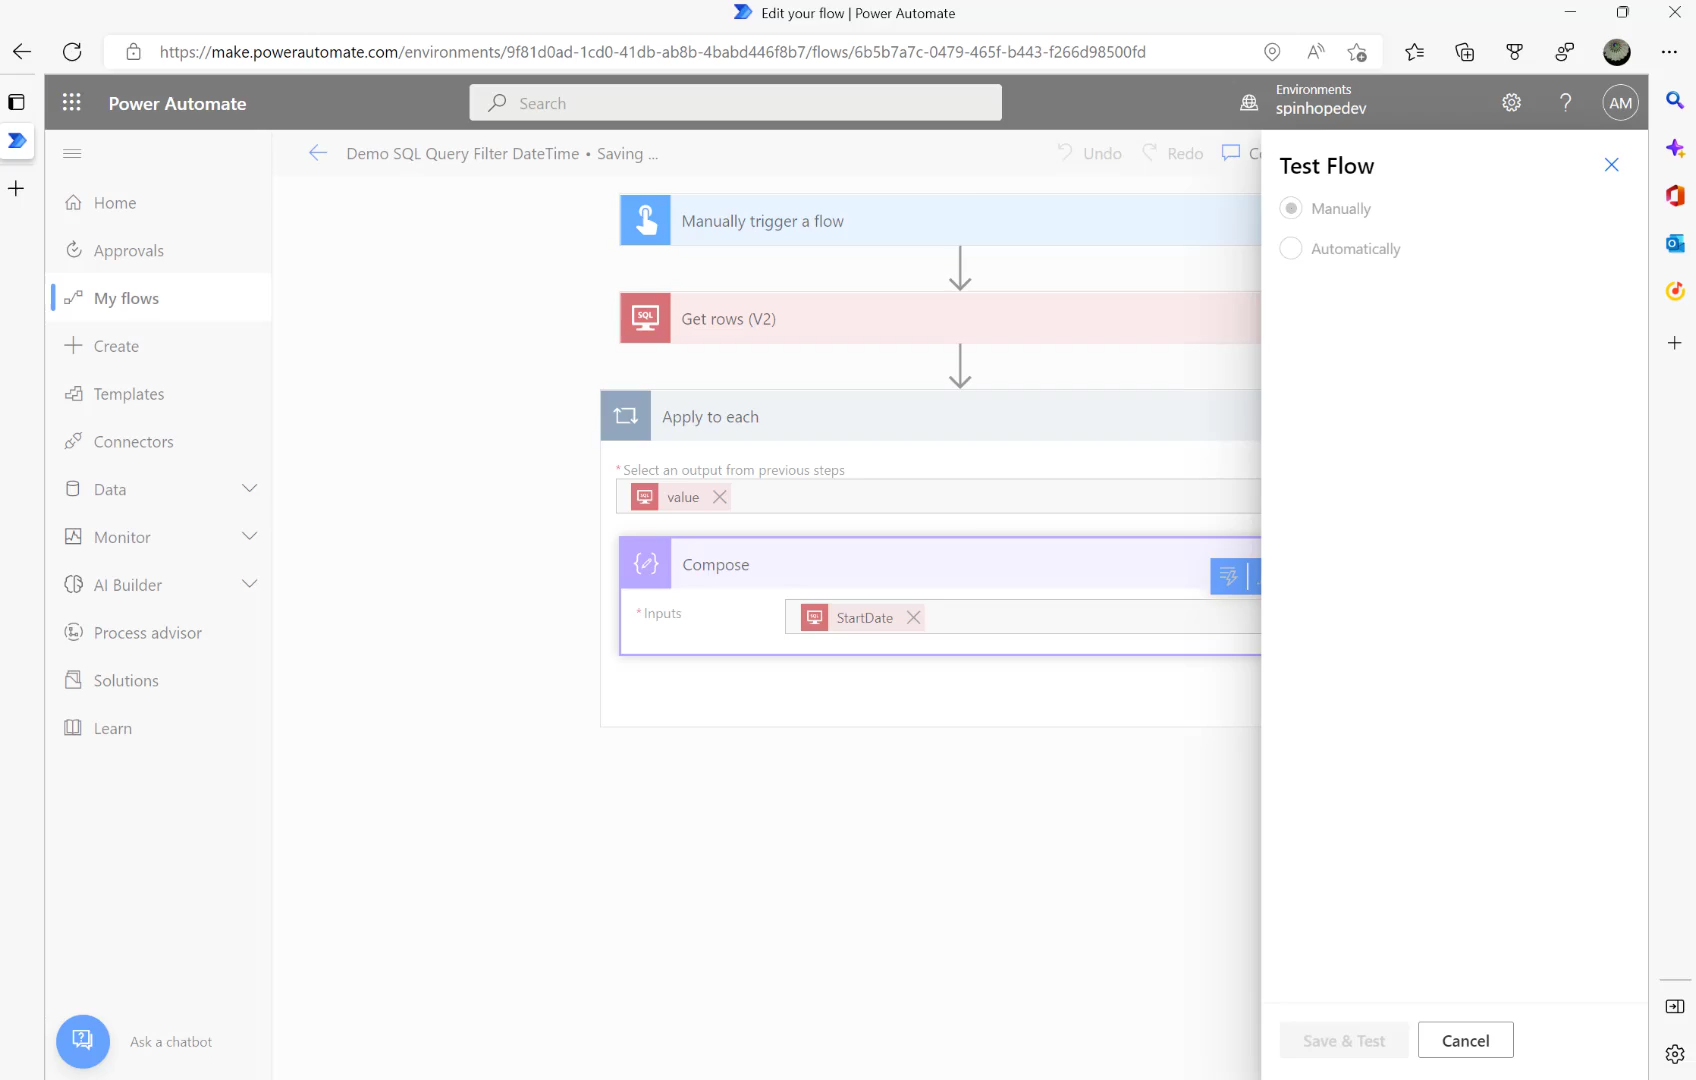 Edit your flow | Power Automate
https://make.powerautomate.com/environments/9f81d0ad-1cd0-41db-ab8b-4babd446f8b7/flows/6b5b7a7c-0479-465f-b443-f266d98500fd
Power Automate
Search
Environments
spinhopedev
AM
Demo SQL Query Filter DateTime • Saving ...
Undo
Redo
Home
Approvals
My flows
Create
Templates
Connectors
Data
Monitor
AI Builder
Process advisor
Solutions
Learn
Ask a chatbot
Manually trigger a flow
SQL
Get rows (V2)
Apply to each
* Select an output from previous steps
value
Compose
* Inputs
StartDate
Test Flow
Manually
Automatically
Save & Test
Cancel